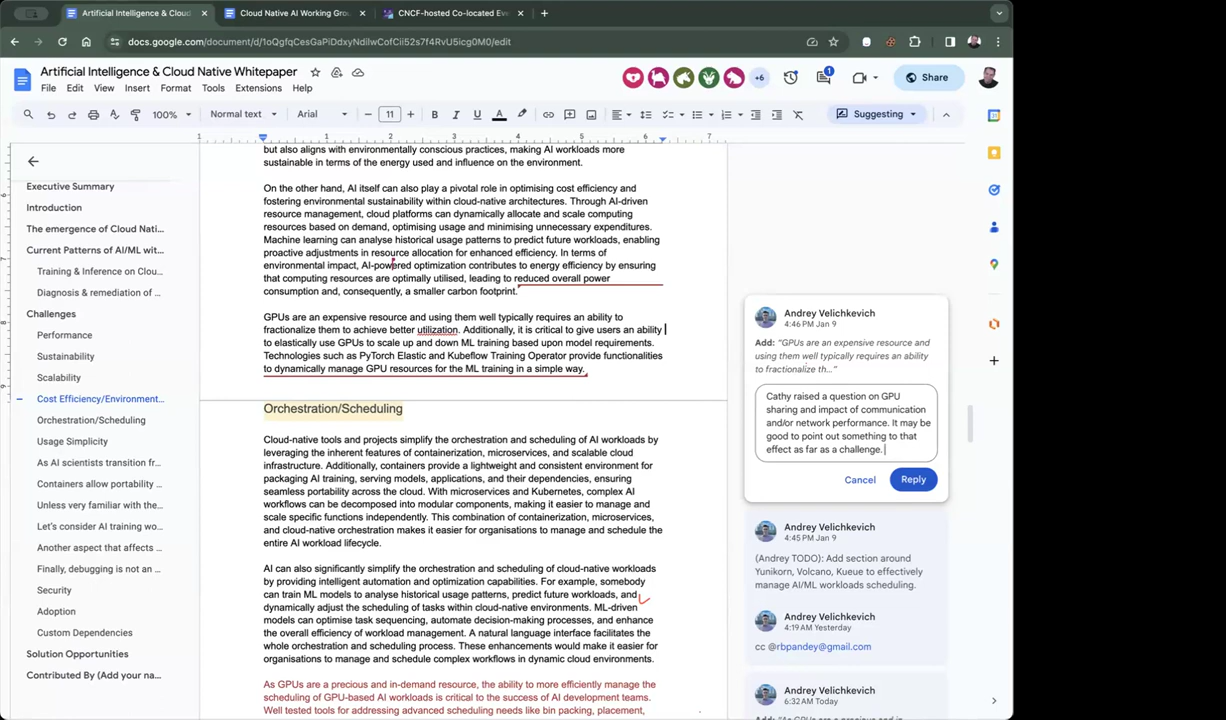 Artificial Intelligence & Cloud
Cloud Native AI Working Gro
CNCF-hosted Co-located Eve
docs.google.com/document/d/1oQgfqCesGaPiDdxyNdilwCofCii52s7f4RvU5icg0M0/edit
Artificial Intelligence & Cloud Native Whitepaper
+6
1
Share
File Edit View Insert Format Tools Extensions Help
100%
Normal text
Arial
11
Suggesting
1 1 2 3 4 5 6 7
Executive Summary
Introduction
The emergence of Cloud Nati...
Current Patterns of AI/ML wit...
Training & Inference on Clou...
Diagnosis & remediation of ...
Challenges
Performance
Sustainability
Scalability
Cost Efficiency/Environment...
Orchestration/Scheduling
Usage Simplicity
As AI scientists transition fr...
Containers allow portability ...
Unless very familiar with the...
Let's consider AI training wo...
Another aspect that affects ...
Finally, debugging is not an ...
Security
Adoption
Custom Dependencies
Solution Opportunities
Contributed By (Add your na...
but also aligns with environmentally conscious practices, making AI workloads more
sustainable in terms of the energy used and influence on the environment.
On the other hand, AI itself can also play a pivotal role in optimising cost efficiency and
fostering environmental sustainability within cloud-native architectures. Through AI-driven
resource management, cloud platforms can dynamically allocate and scale computing
resources based on demand, optimising usage and minimising unnecessary expenditures.
Machine learning can analyse historical usage patterns to predict future workloads, enabling
proactive adjustments in resource allocation for enhanced efficiency. In terms of
environmental impact, AI-powered optimization contributes to energy efficiency by ensuring
that computing resources are optimally utilised, leading to reduced overall power
consumption and, consequently, a smaller carbon footprint.
GPUs are an expensive resource and using them well typically requires an ability to
fractionalize them to achieve better utilization. Additionally, it is critical to give users an ability
to elastically use GPUs to scale up and down ML training based upon model requirements.
Technologies such as PyTorch Elastic and Kubeflow Training Operator provide functionalities
to dynamically manage GPU resources for the ML training in a simple way.
Orchestration/Scheduling
Cloud-native tools and projects simplify the orchestration and scheduling of AI workloads by
leveraging the inherent features of containerization, microservices, and scalable cloud
infrastructure. Additionally, containers provide a lightweight and consistent environment for
packaging AI training, serving models, applications, and their dependencies, ensuring
seamless portability across the cloud. With microservices and Kubernetes, complex AI
workflows can be decomposed into modular components, making it easier to manage and
scale specific functions independently. This combination of containerization, microservices,
and cloud-native orchestration makes it easier for organisations to manage and schedule the
entire AI workload lifecycle.
AI can also significantly simplify the orchestration and scheduling of cloud-native workloads
by providing intelligent automation and optimization capabilities. For example, somebody
can train ML models to analyse historical usage patterns, predict future workloads, and
dynamically adjust the scheduling of tasks within cloud-native environments. ML-driven
models can optimise task sequencing, automate decision-making processes, and enhance
the overall efficiency of workload management. A natural language interface facilitates the
whole orchestration and scheduling process. These enhancements would make it easier for
organisations to manage and schedule complex workflows in dynamic cloud environments.
As GPUs are a precious and in-demand resource, the ability to more efficiently manage the
scheduling of GPU-based AI workloads is critical to the success of AI development teams.
Well tested tools for addressing advanced scheduling needs like bin packing, placement,
Andrey Velichkevich
4:46 PM Jan 9
Add: “GPUs are an expensive resource and
using them well typically requires an ability
to fractionalize th...”
Cathy raised a question on GPU
sharing and impact of communication
and/or network performance. It may be
good to point out something to that
effect as far as a challenge.
Cancel
Reply
Andrey Velichkevich
4:45 PM Jan 9
(Andrey TODO): Add section around
Yunikorn, Volcano, Kueue to effectively
manage AI/ML workloads scheduling.
Andrey Velichkevich
4:19 AM Yesterday
cc @rbpandey@gmail.com
Andrey Velichkevich
6:32 AM Today
Add: “As GPUs are a precious and in-